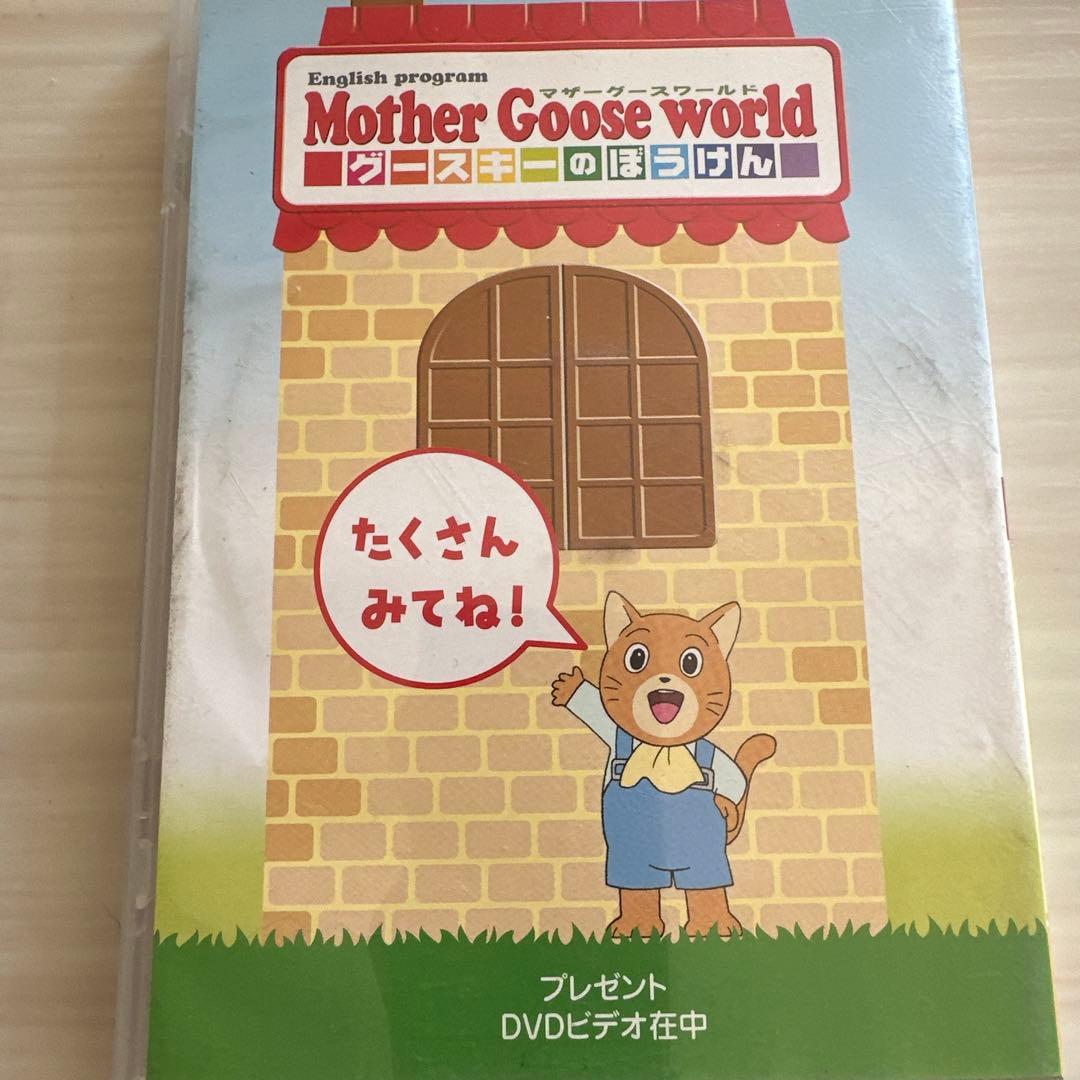 English program
マザーグースワールド
Mother Goose world
グースキーのぼうけん
たくさん
みてね!
プレゼント
DVDビデオ在中